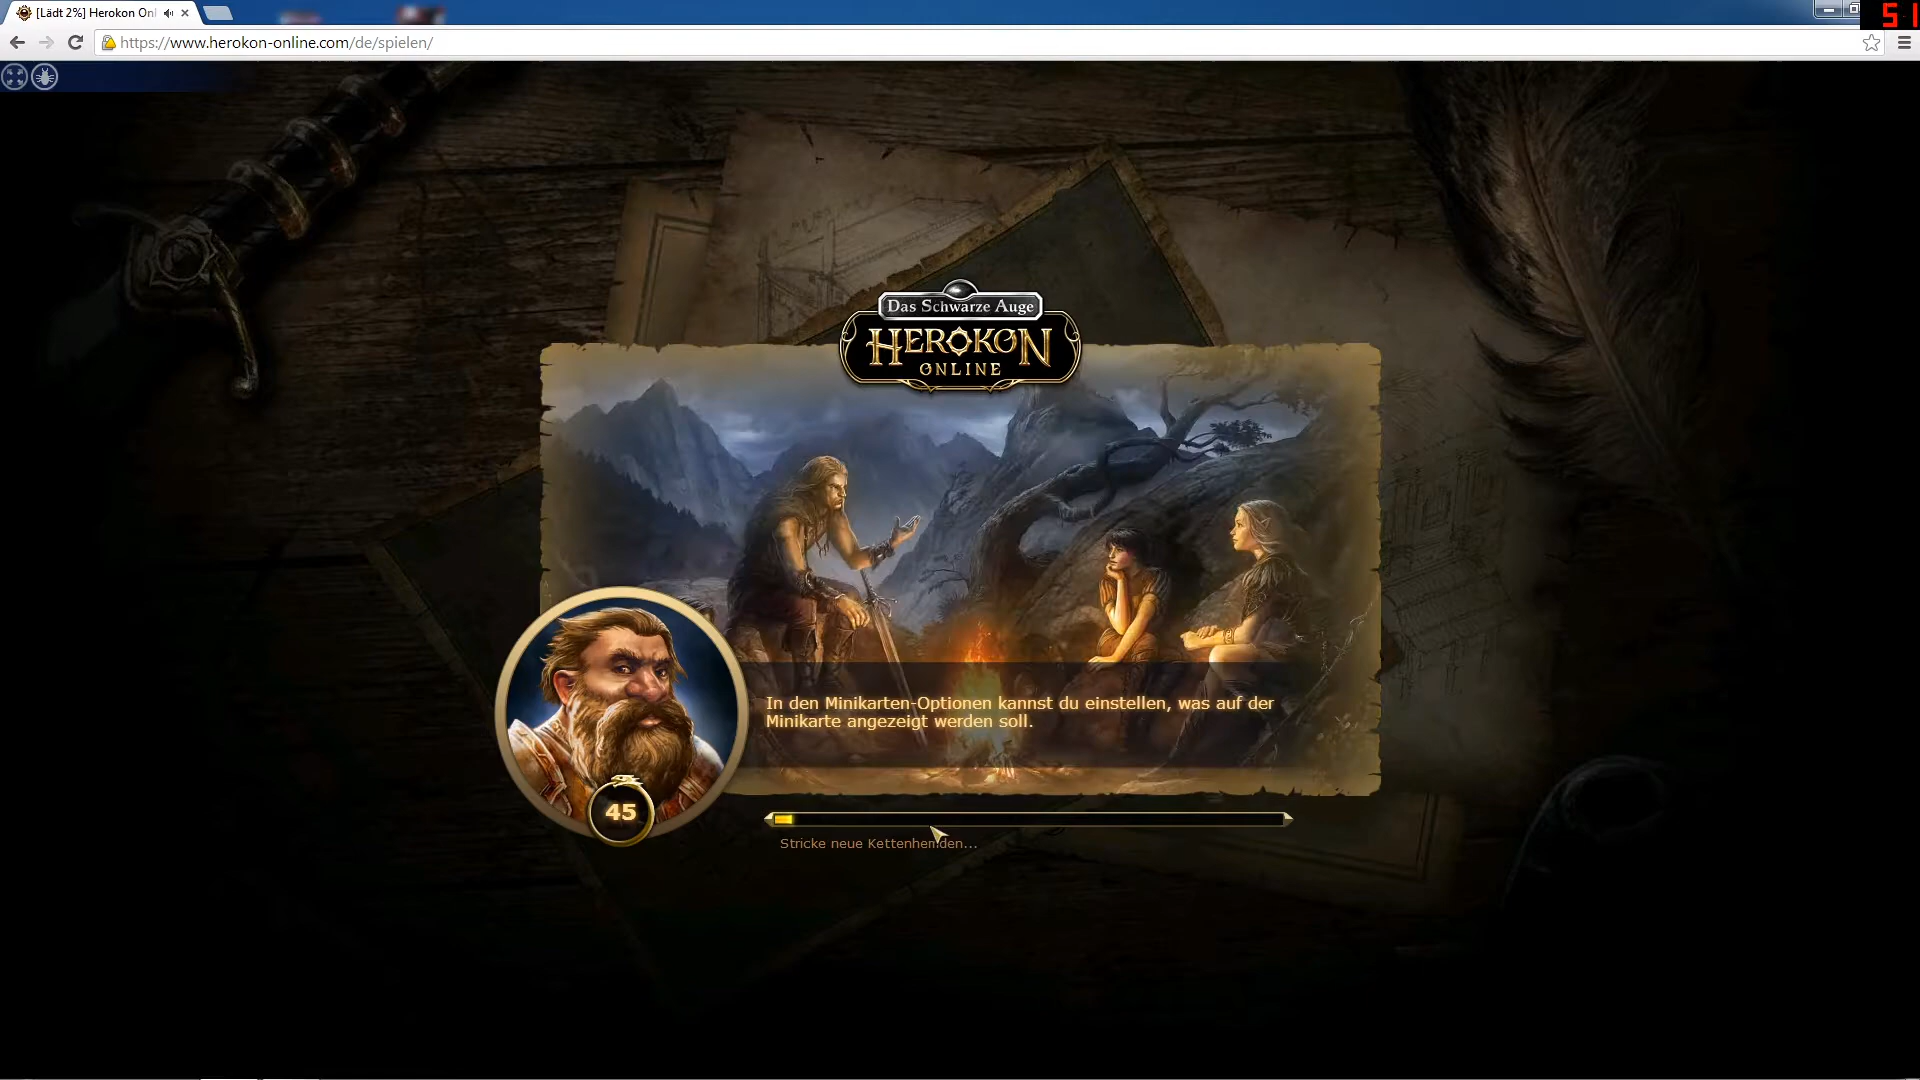 [Lädt 2%] Herokon Onl
https://www.herokon-online.com/de/spielen/
51
Das Schwarze Auge
HEROKON
ONLINE
In den Minikarten-Optionen kannst du einstellen, was auf der
Minikarte angezeigt werden soll.
45
Stricke neue Kettenhemden...